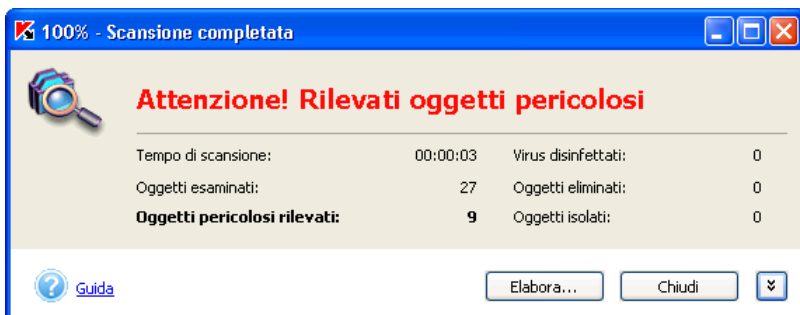 100% - Scansione completata
Attenzione! Rilevati oggetti pericolosi
Tempo di scansione: 00:00:03 Virus disinfettati: 0
Oggetti esaminati: 27 Oggetti eliminati: 0
Oggetti pericolosi rilevati: 9 Oggetti isolati: 0
Guida Elabora... Chiudi